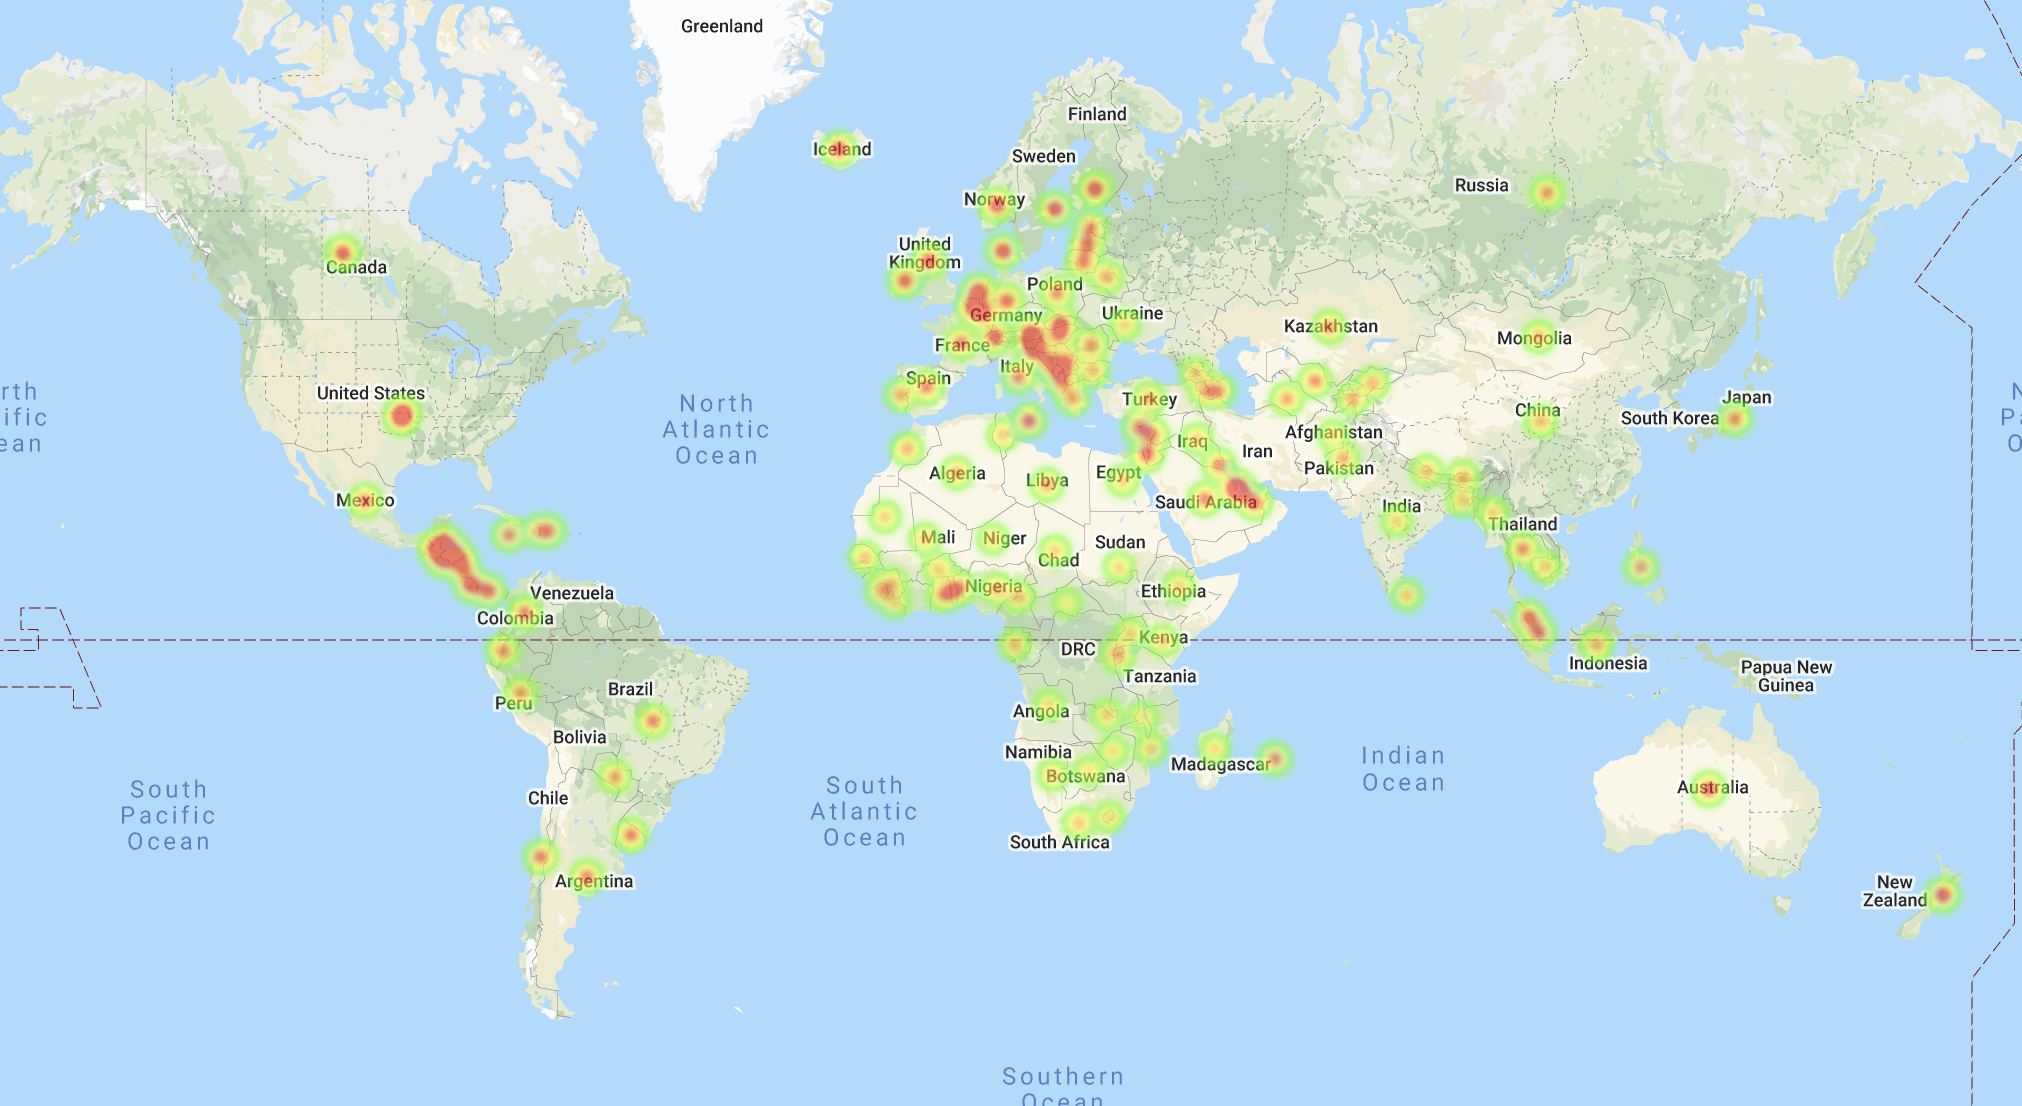 Greenland
Finland
Iceland
Sweden
Russia
Norway
United
Kingdom
Canada
Poland
Germany
Ukraine
Kazakhstan
Mongolia
France
Italy
Spain
United States
Turkey
Japan
China
South Korea
rth
ific
ean
North
Atlantic
Ocean
N
P
O
Iraq
Iran
Afghanistan
Pakistan
Algeria
Libya
Egypt
Mexico
Saudi Arabia
India
Thailand
Mali
Niger
Chad
Sudan
Venezuela
Nigeria
Ethiopia
Colombia
DRC
Kenya
Indonesia
Tanzania
Papua New
Guinea
Brazil
Peru
Angola
Bolivia
Namibia
Botswana
Madagascar
Indian
Ocean
South
Pacific
Ocean
South
Atlantic
Ocean
Chile
Australia
South Africa
Argentina
New
Zealand
Southern
Ocean